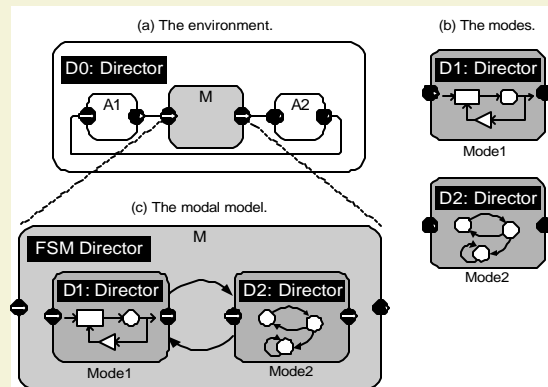 (a) The environment.
D0: Director
A1
M
A2
(b) The modes.
D1: Director
Mode1
D2: Director
Mode2
(c) The modal model.
M
FSM Director
D1: Director
D2: Director
Mode1
Mode2